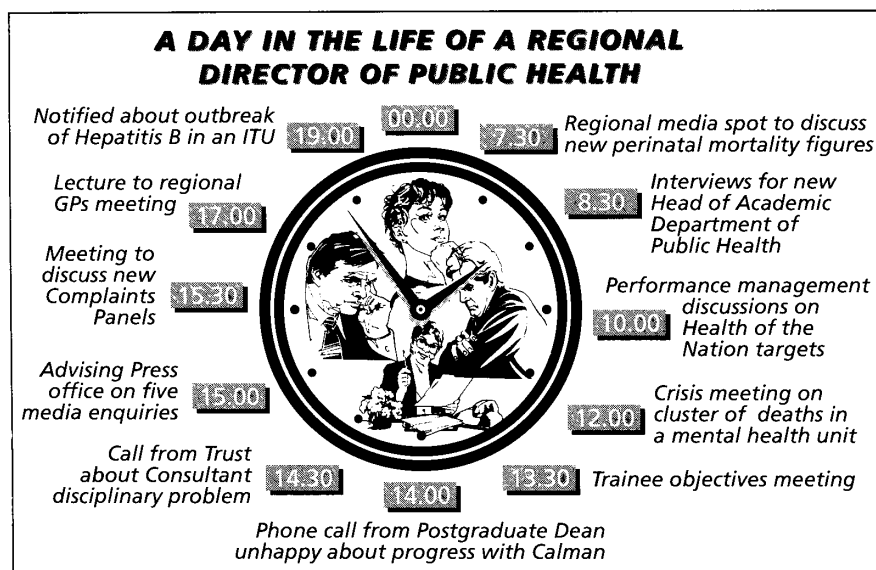 A DAY IN THE LIFE OF A REGIONAL
DIRECTOR OF PUBLIC HEALTH
00.00
7.30
Regional media spot to discuss
new perinatal mortality figures
8.30
Interviews for new
Head of Academic
Department of
Public Health
10.00
Performance management
discussions on
Health of the
Nation targets
12.00
Crisis meeting on
cluster of deaths in
a mental health unit
13.30
Trainee objectives meeting
14.00
Phone call from Postgraduate Dean
unhappy about progress with Calman
14.30
Call from Trust
about Consultant
disciplinary problem
15.00
Advising Press
office on five
media enquiries
15.30
Meeting to
discuss new
Complaints
Panels
17.00
Lecture to regional
GPs meeting
19.00
Notified about outbreak
of Hepatitis B in an ITU